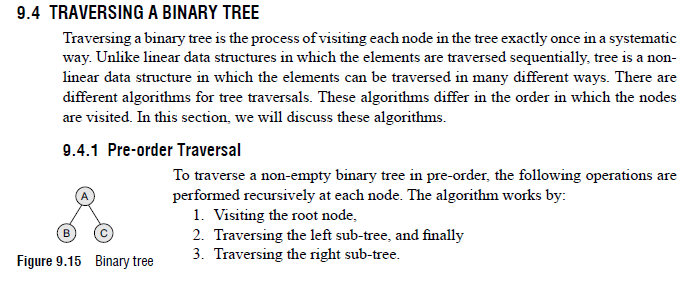 9.4 TRAVERSING A BINARY TREE
Traversing a binary tree is the process of visiting each node in the tree exactly once in a systematic
way. Unlike linear data structures in which the elements are traversed sequentially, tree is a non-
linear data structure in which the elements can be traversed in many different ways. There are
different algorithms for tree traversals. These algorithms differ in the order in which the nodes
are visited. In this section, we will discuss these algorithms.
9.4.1 Pre-order Traversal
To traverse a non-empty binary tree in pre-order, the following operations are
performed recursively at each node. The algorithm works by:
1. Visiting the root node,
2. Traversing the left sub-tree, and finally
3. Traversing the right sub-tree.
A
B C
Figure 9.15 Binary tree